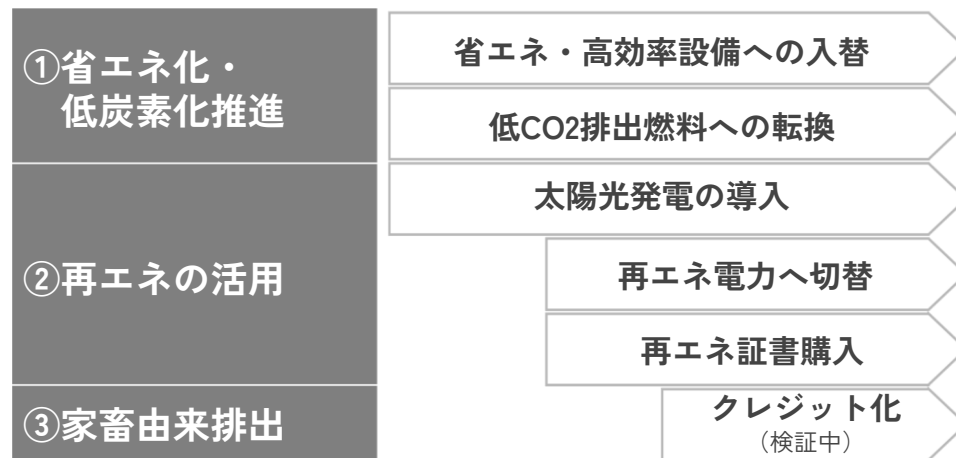 ①省エネ化・
低炭素化推進
省エネ・高効率設備への入替
低CO2排出燃料への転換
②再エネの活用
太陽光発電の導入
再エネ電力へ切替
再エネ証書購入
③家畜由来排出
クレジット化
（検証中）